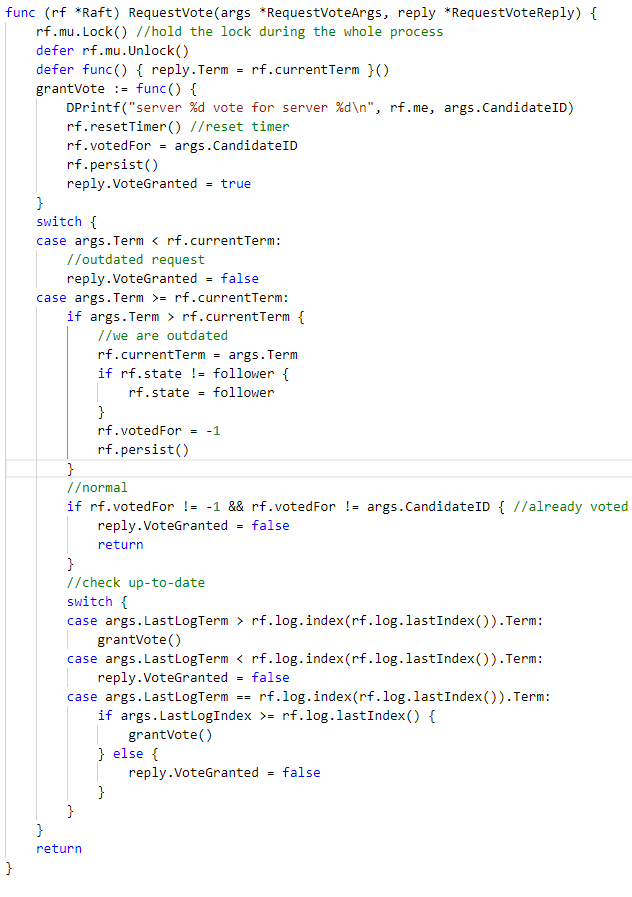 func (rf *Raft) RequestVote(args *RequestVoteArgs, reply *RequestVoteReply) {
    rf.mu.Lock() //hold the lock during the whole process
    defer rf.mu.Unlock()
    defer func() { reply.Term = rf.currentTerm }()
    grantVote := func() {
        DPrintf("server %d vote for server %d\n", rf.me, args.CandidateID)
        rf.resetTimer() //reset timer
        rf.votedFor = args.CandidateID
        rf.persist()
        reply.VoteGranted = true
    }
    switch {
    case args.Term < rf.currentTerm:
        //outdated request
        reply.VoteGranted = false
    case args.Term >= rf.currentTerm:
        if args.Term > rf.currentTerm {
            //we are outdated
            rf.currentTerm = args.Term
            if rf.state != follower {
                rf.state = follower
            }
            rf.votedFor = -1
            rf.persist()
        }
        //normal
        if rf.votedFor != -1 && rf.votedFor != args.CandidateID { //already voted
            reply.VoteGranted = false
            return
        }
        //check up-to-date
        switch {
        case args.LastLogTerm > rf.log.index(rf.log.lastIndex()).Term:
            grantVote()
        case args.LastLogTerm < rf.log.index(rf.log.lastIndex()).Term:
            reply.VoteGranted = false
        case args.LastLogTerm == rf.log.index(rf.log.lastIndex()).Term:
            if args.LastLogIndex >= rf.log.lastIndex() {
                grantVote()
            } else {
                reply.VoteGranted = false
            }
        }
    }
    return
}